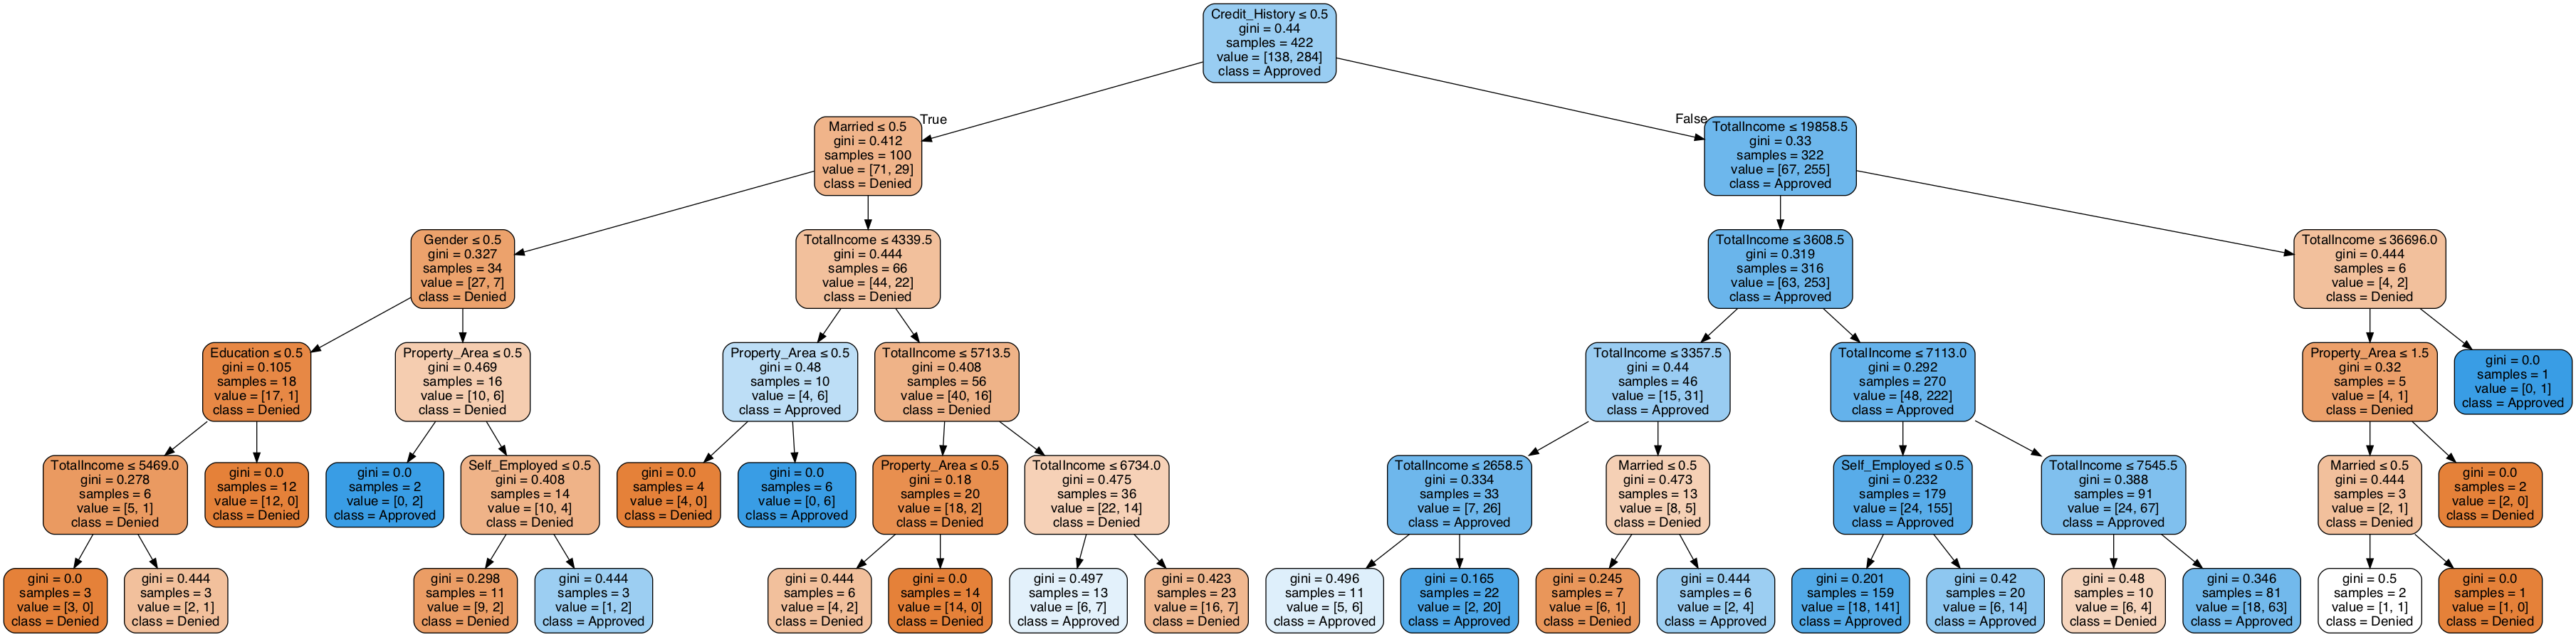 Credit_History ≤ 0.5
gini = 0.44
samples = 422
value = [138, 284]
class = Approved
True
False
Married ≤ 0.5
gini = 0.412
samples = 100
value = [71, 29]
class = Denied
TotalIncome ≤ 19858.5
gini = 0.33
samples = 322
value = [67, 255]
class = Approved
Gender ≤ 0.5
gini = 0.327
samples = 34
value = [27, 7]
class = Denied
TotalIncome ≤ 4339.5
gini = 0.444
samples = 66
value = [44, 22]
class = Denied
TotalIncome ≤ 3608.5
gini = 0.319
samples = 316
value = [63, 253]
class = Approved
TotalIncome ≤ 36696.0
gini = 0.444
samples = 6
value = [4, 2]
class = Denied
Education ≤ 0.5
gini = 0.105
samples = 18
value = [17, 1]
class = Denied
Property_Area ≤ 0.5
gini = 0.469
samples = 16
value = [10, 6]
class = Denied
Property_Area ≤ 0.5
gini = 0.48
samples = 10
value = [4, 6]
class = Approved
TotalIncome ≤ 5713.5
gini = 0.408
samples = 56
value = [40, 16]
class = Denied
TotalIncome ≤ 3357.5
gini = 0.44
samples = 46
value = [15, 31]
class = Approved
TotalIncome ≤ 7113.0
gini = 0.292
samples = 270
value = [48, 222]
class = Approved
Property_Area ≤ 1.5
gini = 0.32
samples = 5
value = [4, 1]
class = Denied
gini = 0.0
samples = 1
value = [0, 1]
class = Approved
TotalIncome ≤ 5469.0
gini = 0.278
samples = 6
value = [5, 1]
class = Denied
gini = 0.0
samples = 12
value = [12, 0]
class = Denied
gini = 0.0
samples = 2
value = [0, 2]
class = Approved
Self_Employed ≤ 0.5
gini = 0.408
samples = 14
value = [10, 4]
class = Denied
gini = 0.0
samples = 4
value = [4, 0]
class = Denied
gini = 0.0
samples = 6
value = [0, 6]
class = Approved
Property_Area ≤ 0.5
gini = 0.18
samples = 20
value = [18, 2]
class = Denied
TotalIncome ≤ 6734.0
gini = 0.475
samples = 36
value = [22, 14]
class = Denied
TotalIncome ≤ 2658.5
gini = 0.334
samples = 33
value = [7, 26]
class = Approved
Married ≤ 0.5
gini = 0.473
samples = 13
value = [8, 5]
class = Denied
Self_Employed ≤ 0.5
gini = 0.232
samples = 179
value = [24, 155]
class = Approved
TotalIncome ≤ 7545.5
gini = 0.388
samples = 91
value = [24, 67]
class = Approved
Married ≤ 0.5
gini = 0.444
samples = 3
value = [2, 1]
class = Denied
gini = 0.0
samples = 2
value = [2, 0]
class = Denied
gini = 0.0
samples = 3
value = [3, 0]
class = Denied
gini = 0.444
samples = 3
value = [2, 1]
class = Denied
gini = 0.298
samples = 11
value = [9, 2]
class = Denied
gini = 0.444
samples = 3
value = [1, 2]
class = Approved
gini = 0.444
samples = 6
value = [4, 2]
class = Denied
gini = 0.0
samples = 14
value = [14, 0]
class = Denied
gini = 0.497
samples = 13
value = [6, 7]
class = Approved
gini = 0.423
samples = 23
value = [16, 7]
class = Denied
gini = 0.496
samples = 11
value = [5, 6]
class = Approved
gini = 0.165
samples = 22
value = [2, 20]
class = Approved
gini = 0.245
samples = 7
value = [6, 1]
class = Denied
gini = 0.444
samples = 6
value = [2, 4]
class = Approved
gini = 0.201
samples = 159
value = [18, 141]
class = Approved
gini = 0.42
samples = 20
value = [6, 14]
class = Approved
gini = 0.48
samples = 10
value = [6, 4]
class = Denied
gini = 0.346
samples = 81
value = [18, 63]
class = Approved
gini = 0.5
samples = 2
value = [1, 1]
class = Denied
gini = 0.0
samples = 1
value = [1, 0]
class = Denied